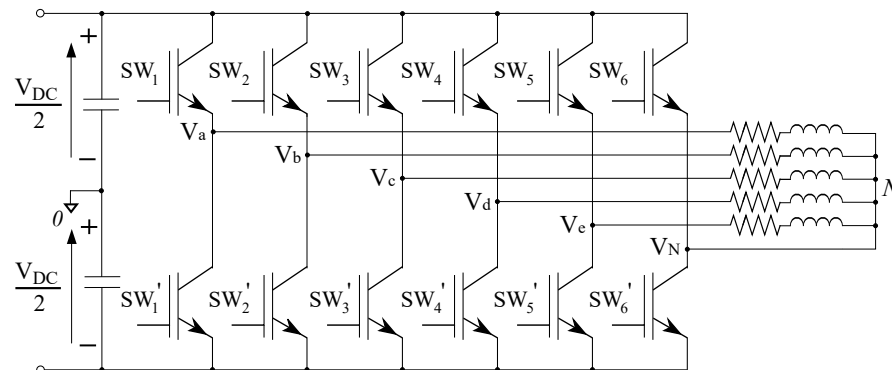 +
V_DC
2
−
SW_1 SW_2 SW_3 SW_4 SW_5 SW_6
V_a
V_b
V_c
V_d
V_e
V_N
N
0
+
V_DC
2
−
SW_1' SW_2' SW_3' SW_4' SW_5' SW_6'